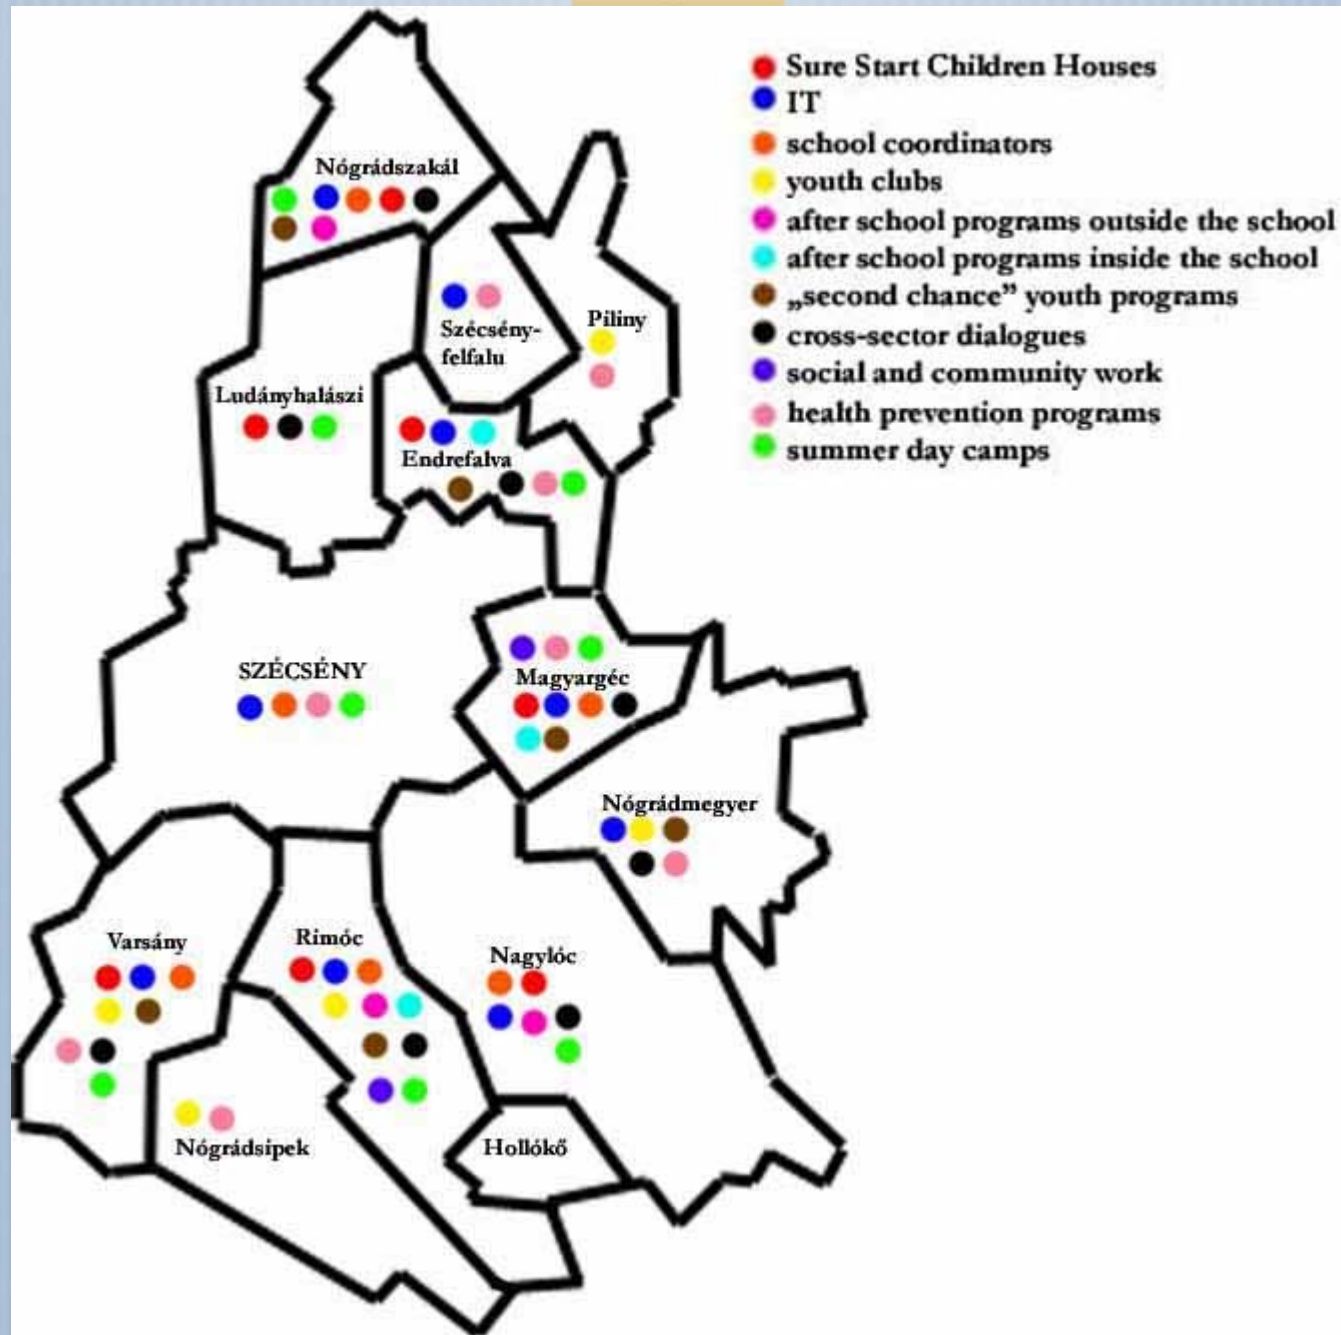 Sure Start Children Houses
IT
school coordinators
youth clubs
after school programs outside the school
after school programs inside the school
„second chance” youth programs
cross-sector dialogues
social and community work
health prevention programs
summer day camps
Nógrádszakál
Szécsény-
felfalu
Piliny
Ludányhalászi
Endrefalva
SZÉCSÉNY
Magyargéc
Nógrádmegyer
Varsány
Rimóc
Nagylóc
Nógrádsipek
Hollókő